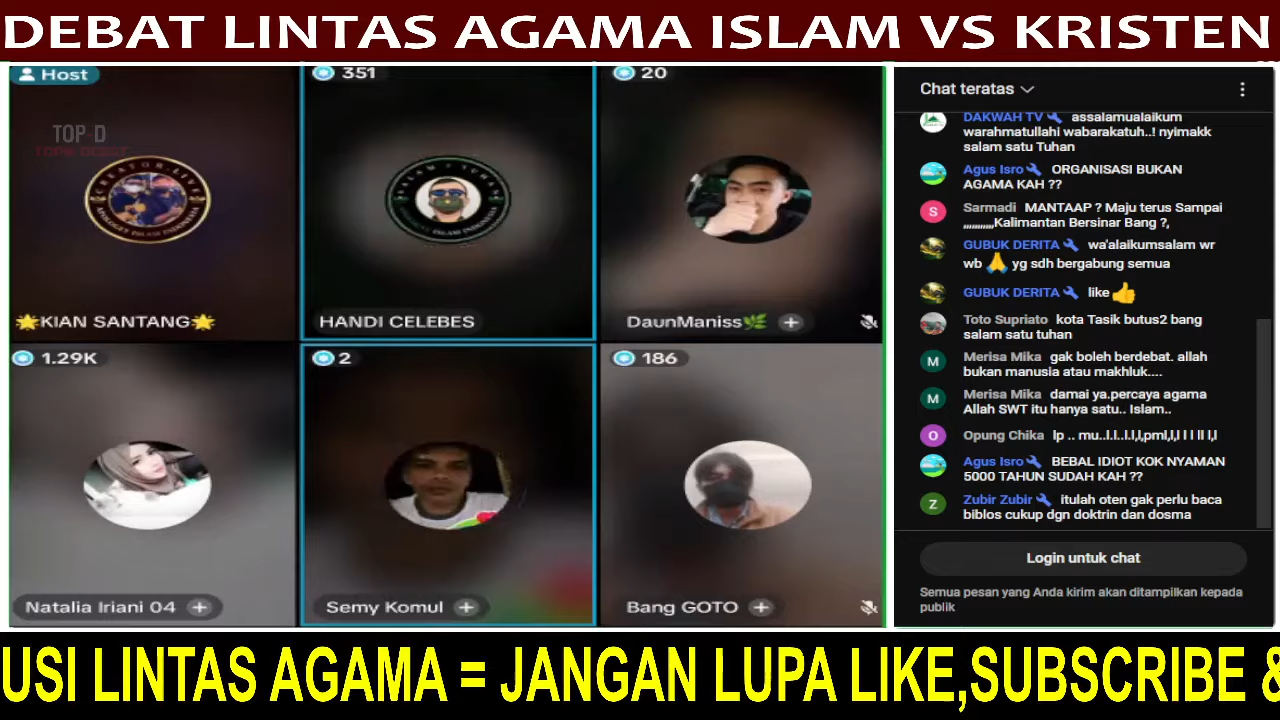 DEBAT LINTAS AGAMA ISLAM VS KRISTEN
Host
351
20
TOP-D
TOPIK DEBAT
🌟KIAN SANTANG🌟
HANDI CELEBES
DaunManiss🌿 +
1.29K
2
186
Natalia Iriani 04 +
Semy Komul +
Bang GOTO +
Chat teratas
DAKWAH TV 🔧 assalamualaikum
warahmatullahi wabarakatuh..! nyimakk
salam satu Tuhan
Agus Isro 🔧 ORGANISASI BUKAN
AGAMA KAH ??
S
Sarmadi MANTAAP ? Maju terus Sampai
,,,,,,,,,,,Kalimantan Bersinar Bang ?,
GUBUK DERITA 🔧 wa'alaikumsalam wr
wb 🙏 yg sdh bergabung semua
GUBUK DERITA 🔧 like 👍
Toto Supriato kota Tasik butus2 bang
salam satu tuhan
M
Merisa Mika gak boleh berdebat. allah
bukan manusia atau makhluk....
M
Merisa Mika damai ya.percaya agama
Allah SWT itu hanya satu.. Islam..
O
Opung Chika
Agus Isro 🔧 BEBAL IDIOT KOK NYAMAN
5000 TAHUN SUDAH KAH ??
Z
Zubir Zubir 🔧 itulah oten gak perlu baca
biblos cukup dgn doktrin dan dosma
Login untuk chat
Semua pesan yang Anda kirim akan ditampilkan kepada
publik
USI LINTAS AGAMA = JANGAN LUPA LIKE,SUBSCRIBE &